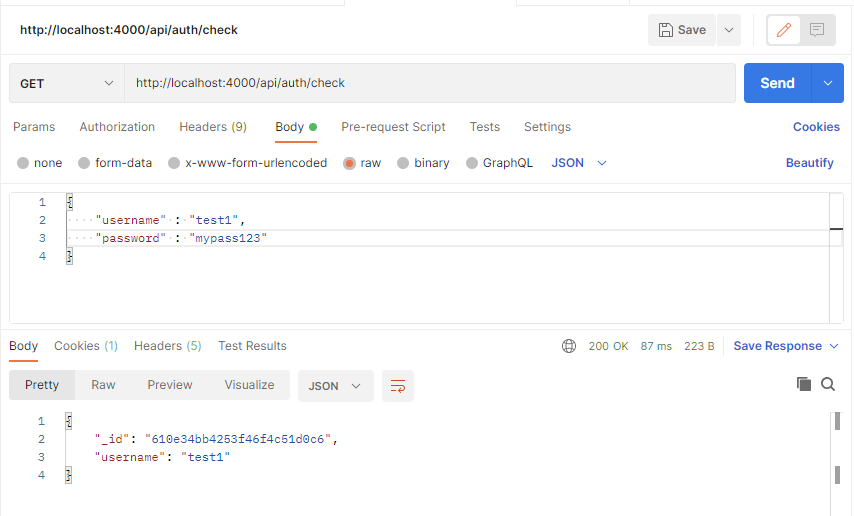 http://localhost:4000/api/auth/check Save
GET http://localhost:4000/api/auth/check Send
Params Authorization Headers (9) Body Pre-request Script Tests Settings Cookies
none form-data x-www-form-urlencoded raw binary GraphQL JSON Beautify
1 {
2 "username" : "test1",
3 "password" : "mypass123"
4 }
Body Cookies (1) Headers (5) Test Results 200 OK 87 ms 223 B Save Response
Pretty Raw Preview Visualize JSON
1 {
2 "_id": "610e34bb4253f46f4c51d0c6",
3 "username": "test1"
4 }